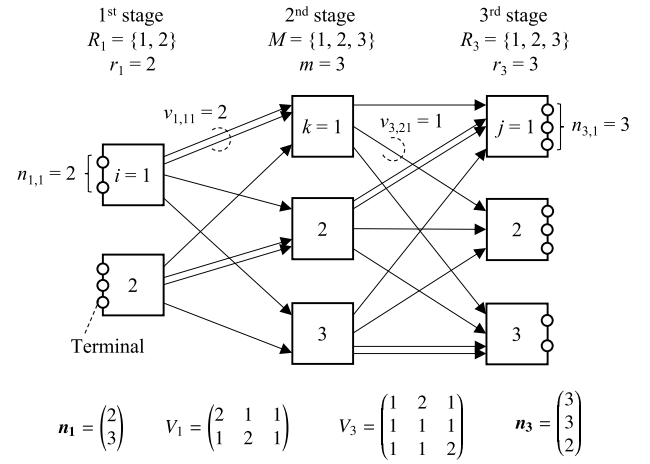 1st stage
2nd stage
3rd stage
R1 = {1, 2}
M = {1, 2, 3}
R3 = {1, 2, 3}
r1 = 2
m = 3
r3 = 3
v1,11 = 2
k = 1
v3,21 = 1
j = 1
n3,1 = 3
n1,1 = 2
i = 1
2
2
2
3
3
Terminal
n1 = (2 3)
V1 = (2 1 1 1 2 1)
V3 = (1 2 1 1 1 1 1 1 2)
n3 = (3 3 2)